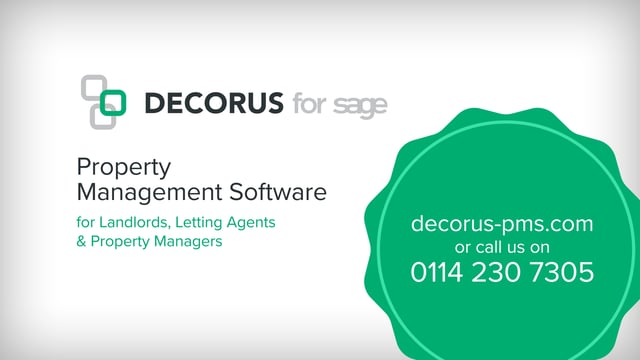 DECORUS for sage
Property
Management Software
for Landlords, Letting Agents
& Property Managers
decorus-pms.com
or call us on
0114 230 7305